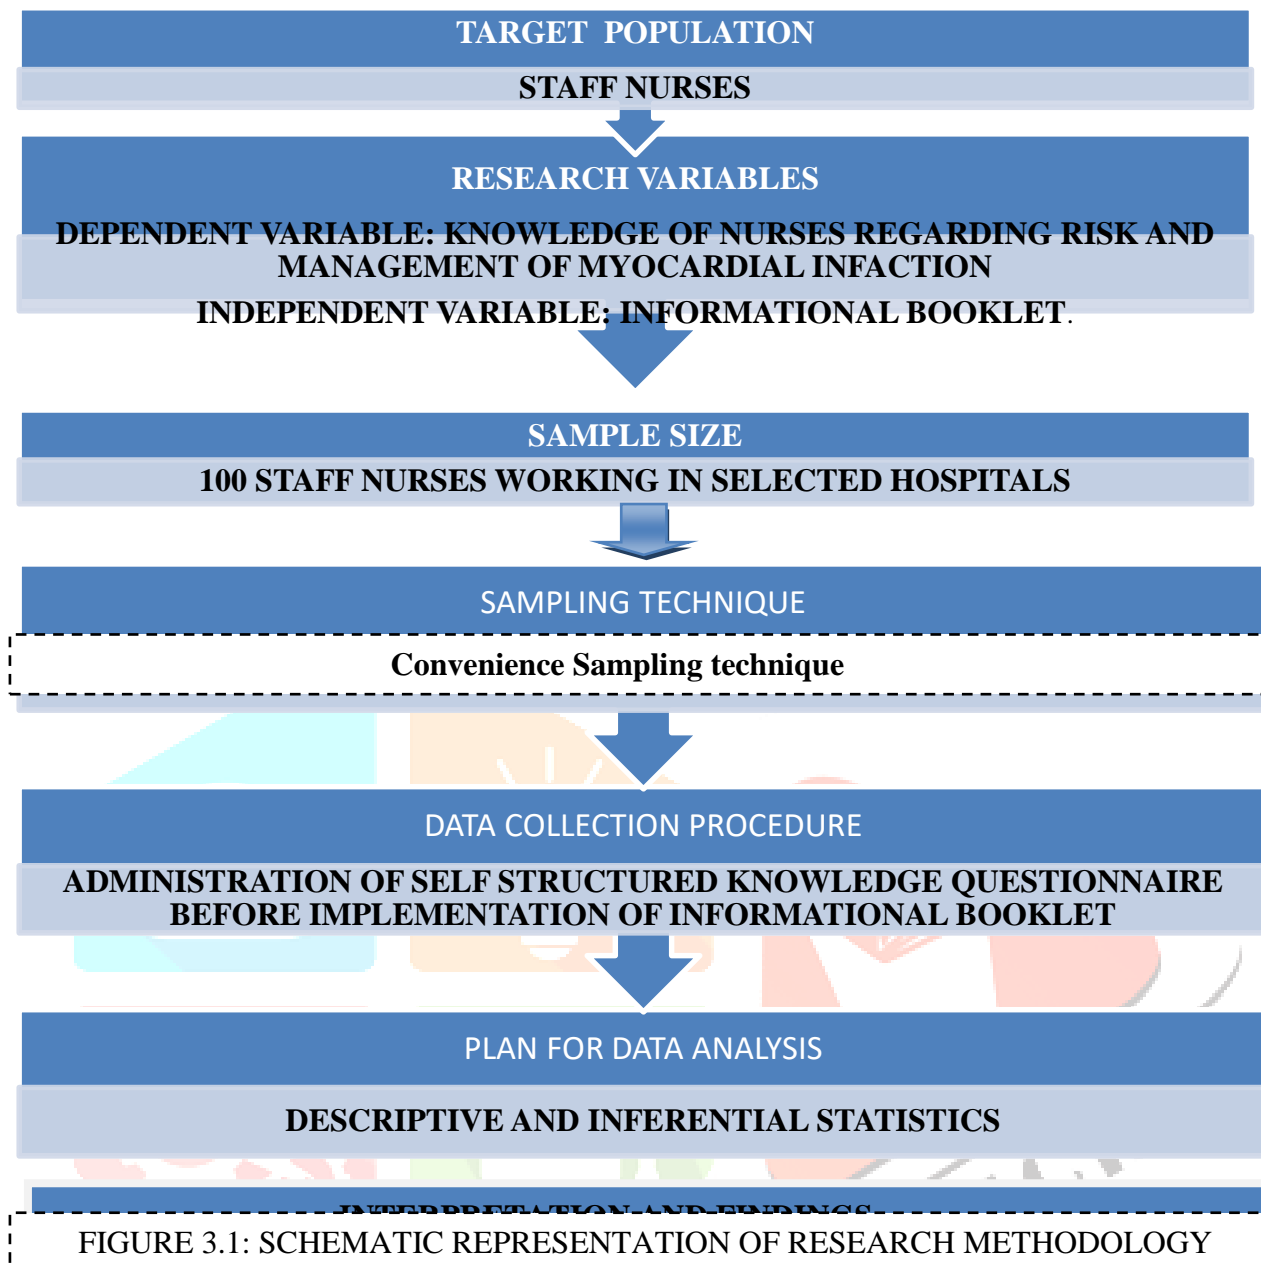 TARGET POPULATION
STAFF NURSES
RESEARCH VARIABLES
DEPENDENT VARIABLE: KNOWLEDGE OF NURSES REGARDING RISK AND
MANAGEMENT OF MYOCARDIAL INFACTION
INDEPENDENT VARIABLE: INFORMATIONAL BOOKLET.
SAMPLE SIZE
100 STAFF NURSES WORKING IN SELECTED HOSPITALS
SAMPLING TECHNIQUE
Convenience Sampling technique
DATA COLLECTION PROCEDURE
ADMINISTRATION OF SELF STRUCTURED KNOWLEDGE QUESTIONNAIRE
BEFORE IMPLEMENTATION OF INFORMATIONAL BOOKLET
PLAN FOR DATA ANALYSIS
DESCRIPTIVE AND INFERENTIAL STATISTICS
INTERPRETATION AND FINDINGS
FIGURE 3.1: SCHEMATIC REPRESENTATION OF RESEARCH METHODOLOGY